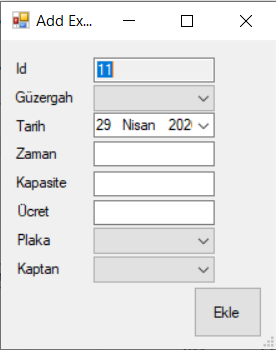 Add Ex...
Id 11
Güzergah
Tarih 29 Nisan 202
Zaman
Kapasite
Ücret
Plaka
Kaptan
Ekle